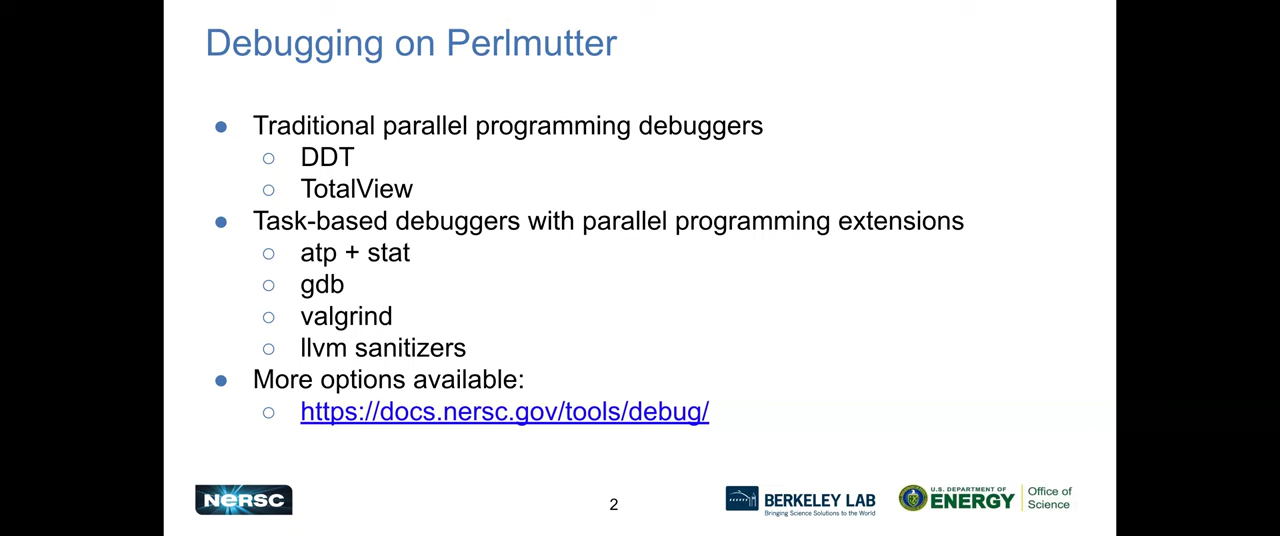 Debugging on Perlmutter
● Traditional parallel programming debuggers
○ DDT
○ TotalView
● Task-based debuggers with parallel programming extensions
○ atp + stat
○ gdb
○ valgrind
○ llvm sanitizers
● More options available:
○ https://docs.nersc.gov/tools/debug/
NERSC
2
BERKELEY LAB
Bringing Science Solutions to the World
U.S. DEPARTMENT OF
ENERGY
Office of
Science